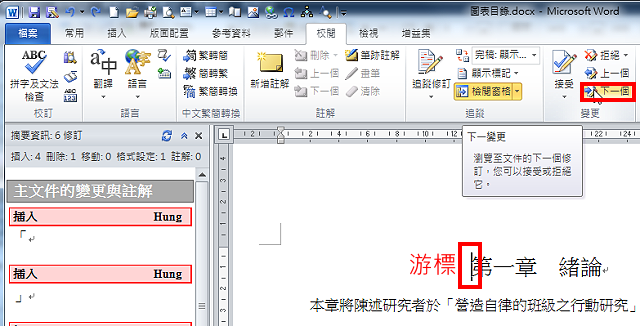 圖表目錄.docx - Microsoft Word
檔案 常用 插入 版面配置 參考資料 郵件 校閱 檢視 增益集
ABC 拼字及文法檢查
校訂
翻譯 語言
語言
繁轉簡
簡轉繁
繁簡轉換
中文繁簡轉換
新增註解
刪除
上一個
下一個
筆跡註解
畫筆
清除
註解
追蹤修訂
完稿: 顯示...
顯示標記
檢閱窗格
追蹤
接受
拒絕
上一個
下一個
變更
摘要資訊: 6 修訂
插入: 4 刪除: 1 移動: 0 格式設定: 1 註解: 0
主文件的變更與註解
插入 Hung
「
插入 Hung
」
下一變更
瀏覽至文件的下一個修
訂，您可以接受或拒絕
它。
游標 第一章 緒論
本章將陳述研究者於「營造自律的班級之行動研究」